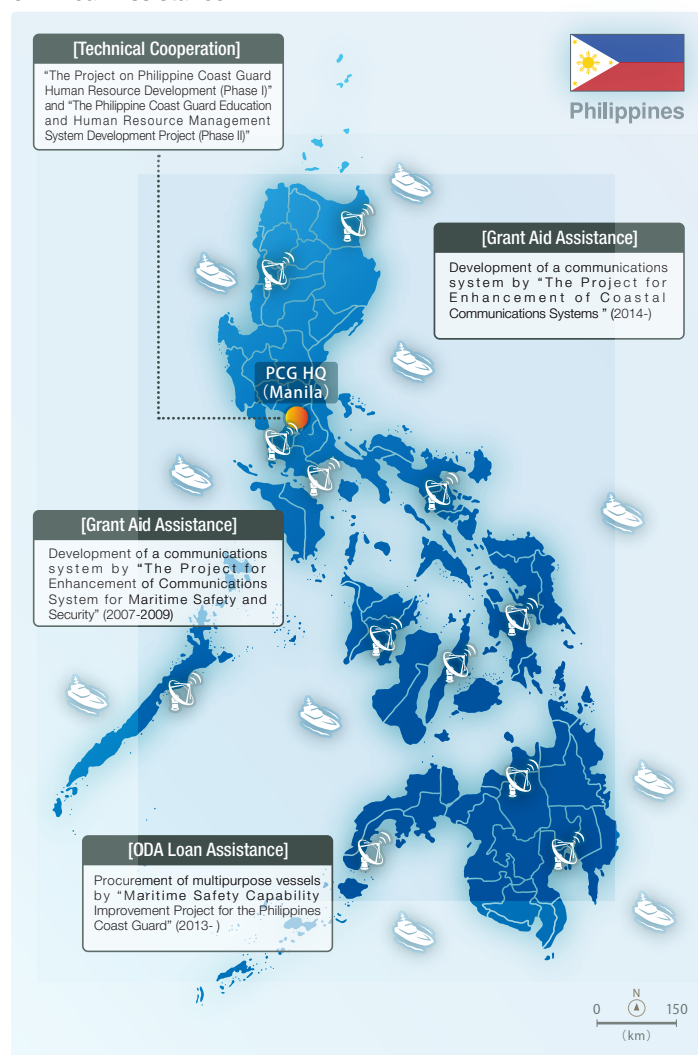 [Technical Cooperation]
“The Project on Philippine Coast Guard
Human Resource Development (Phase I)”
and “The Philippine Coast Guard Education
and Human Resource Management
System Development Project (Phase II)”
Philippines
[Grant Aid Assistance]
Development of a communications
system by “The Project for
Enhancement of Coastal
Communications Systems ” (2014-)
PCG HQ
(Manila)
[Grant Aid Assistance]
Development of a communications
system by “The Project for
Enhancement of Communications
System for Maritime Safety and
Security” (2007-2009)
[ODA Loan Assistance]
Procurement of multipurpose vessels
by “Maritime Safety Capability
Improvement Project for the Philippines
Coast Guard” (2013- )
N
0 150
(km)